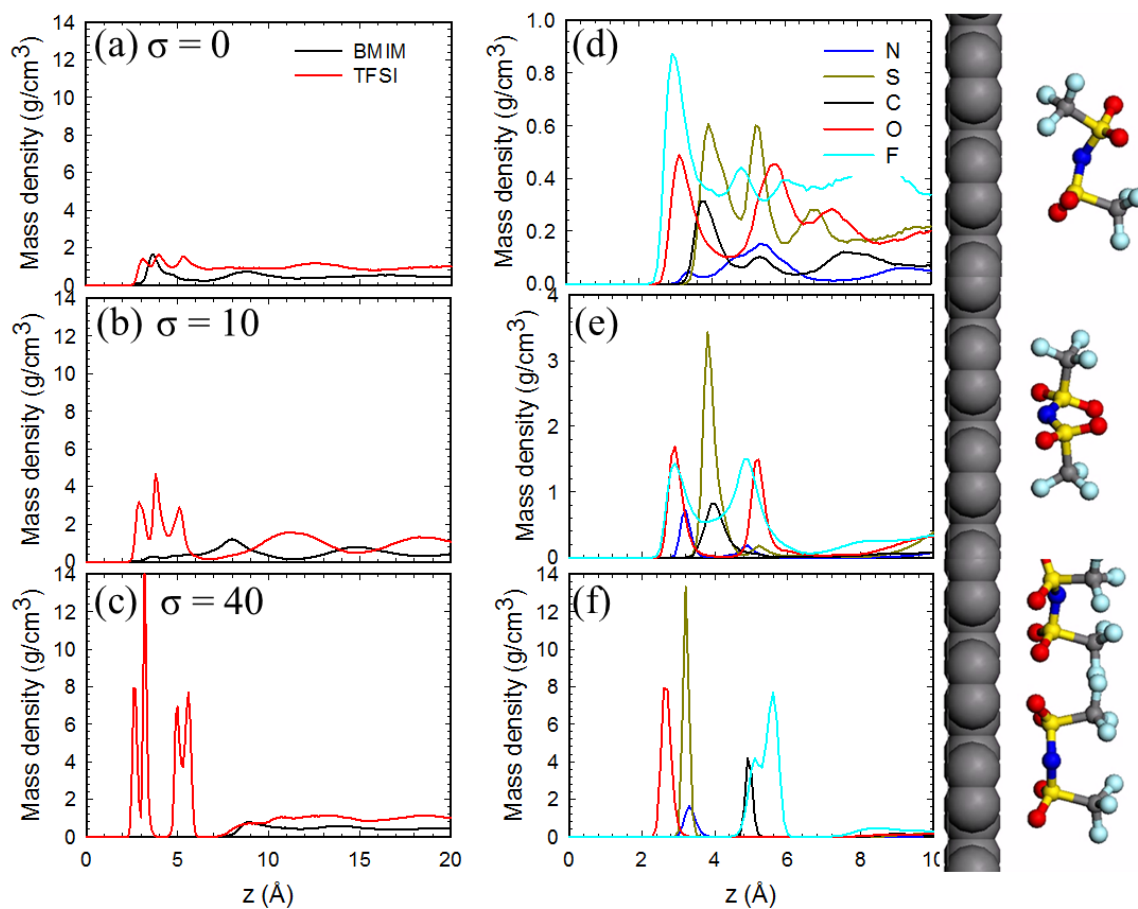 14
12
10
8
6
4
2
0
Mass density (g/cm³)
(a) σ = 0
BMIM
TFSI
14
12
10
8
6
4
2
0
Mass density (g/cm³)
(b) σ = 10
14
12
10
8
6
4
2
0
Mass density (g/cm³)
(c) σ = 40
0 5 10 15 20
z (Å)
1.0
0.8
0.6
0.4
0.2
0.0
Mass density (g/cm³)
(d)
N
S
C
O
F
4
3
2
1
0
Mass density (g/cm³)
(e)
14
12
10
8
6
4
2
0
Mass density (g/cm³)
(f)
0 2 4 6 8 10
z (Å)